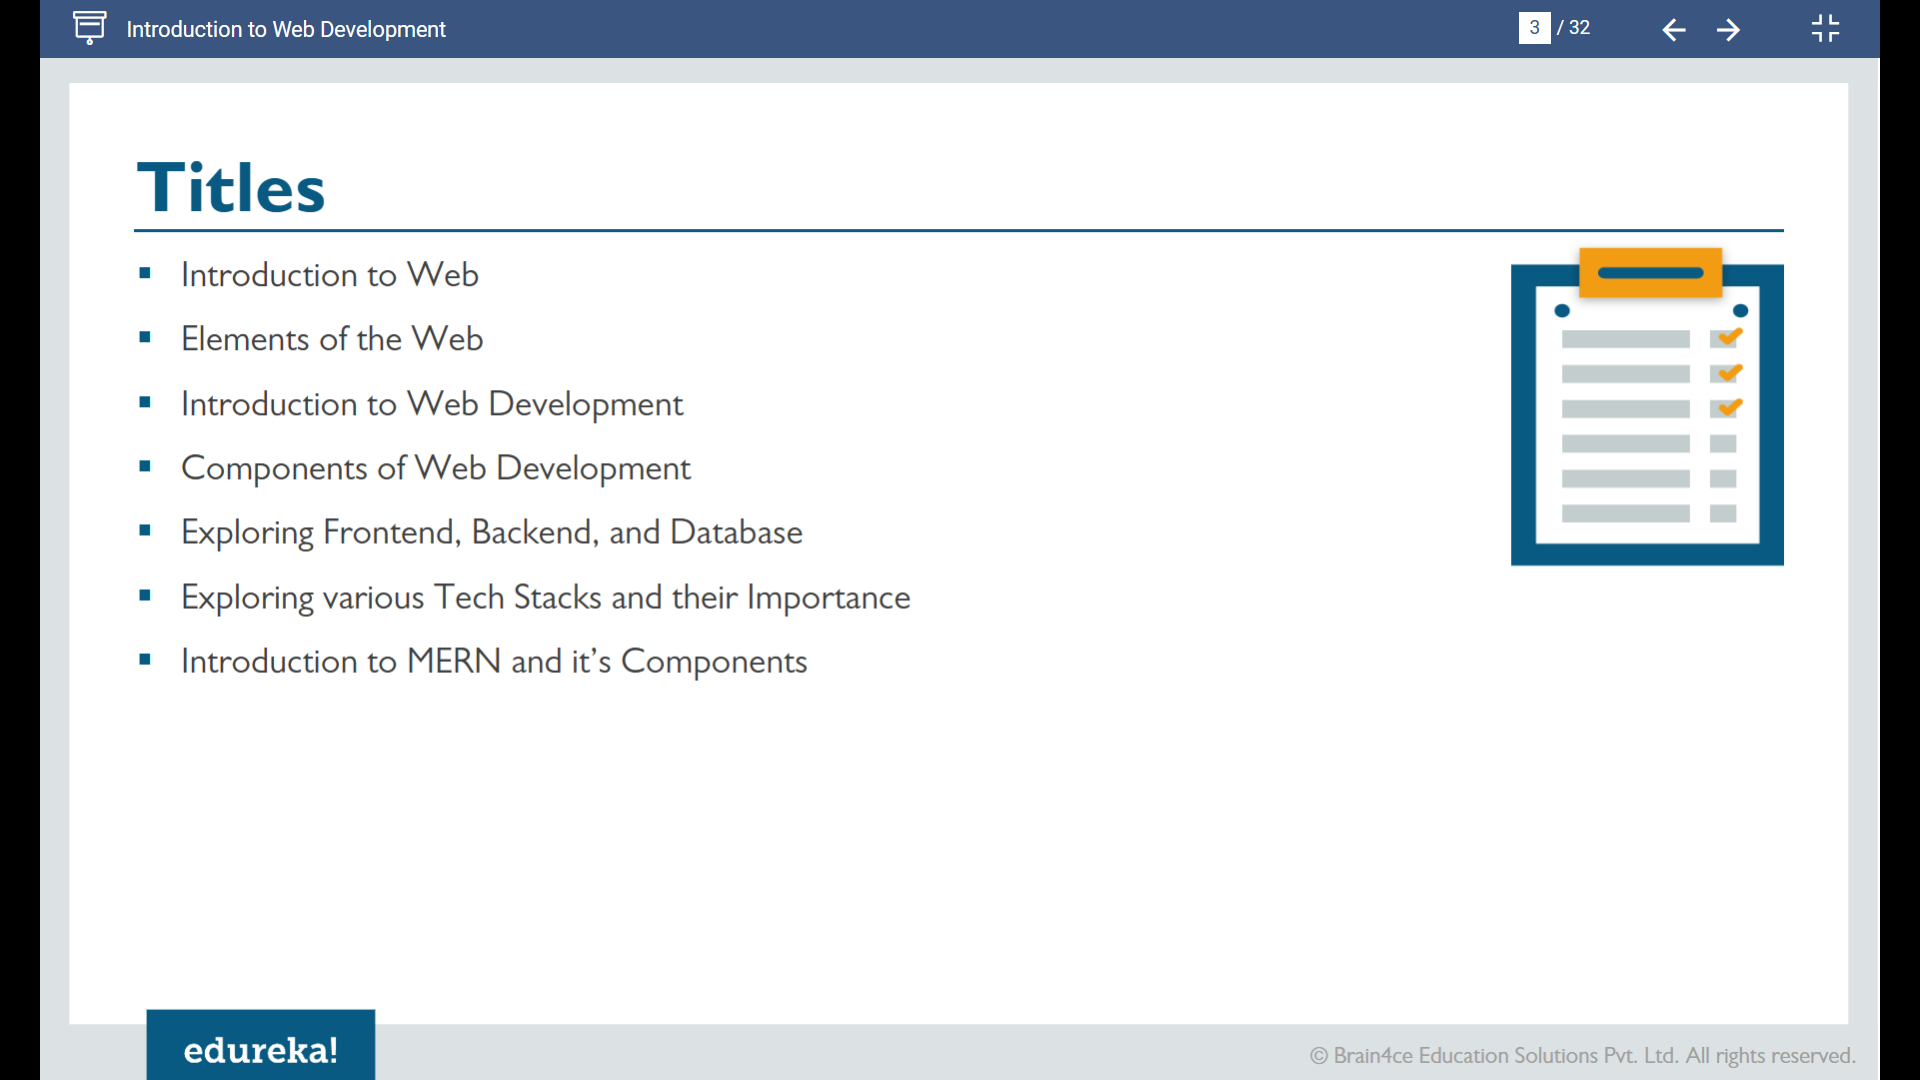 Introduction to Web Development
3 / 32
Titles
Introduction to Web
Elements of the Web
Introduction to Web Development
Components of Web Development
Exploring Frontend, Backend, and Database
Exploring various Tech Stacks and their Importance
Introduction to MERN and it’s Components
edureka!
© Brain4ce Education Solutions Pvt. Ltd. All rights reserved.